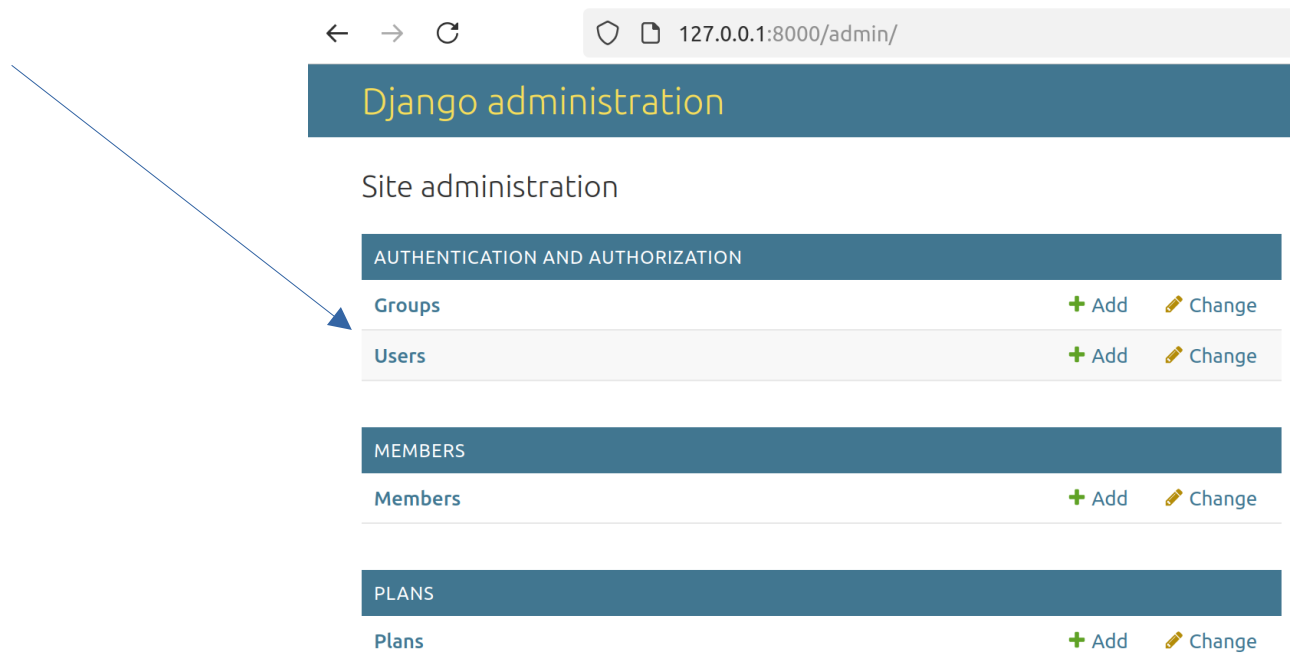 127.0.0.1:8000/admin/
Django administration
Site administration
AUTHENTICATION AND AUTHORIZATION
Groups Add Change
Users Add Change
MEMBERS
Members Add Change
PLANS
Plans Add Change